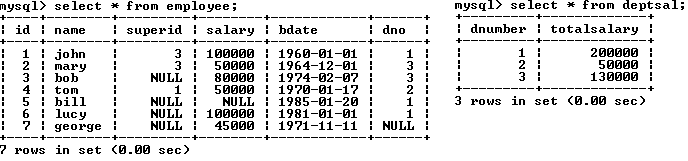 mysql> select * from employee;
+----+--------+---------+--------+------------+------+
| id | name | superid | salary | bdate | dno |
+----+--------+---------+--------+------------+------+
| 1 | john | 3 | 100000 | 1960-01-01 | 1 |
| 2 | mary | 3 | 50000 | 1964-12-01 | 3 |
| 3 | bob | NULL | 80000 | 1974-02-07 | 3 |
| 4 | tom | 1 | 50000 | 1970-01-17 | 2 |
| 5 | bill | NULL | NULL | 1985-01-20 | 1 |
| 6 | lucy | NULL | 100000 | 1981-01-01 | 1 |
| 7 | george | NULL | 45000 | 1971-11-11 | NULL |
+----+--------+---------+--------+------------+------+
7 rows in set (0.00 sec)
mysql> select * from deptsal;
+---------+-------------+
| dnumber | totalsalary |
+---------+-------------+
| 1 | 200000 |
| 2 | 50000 |
| 3 | 130000 |
+---------+-------------+
3 rows in set (0.00 sec)